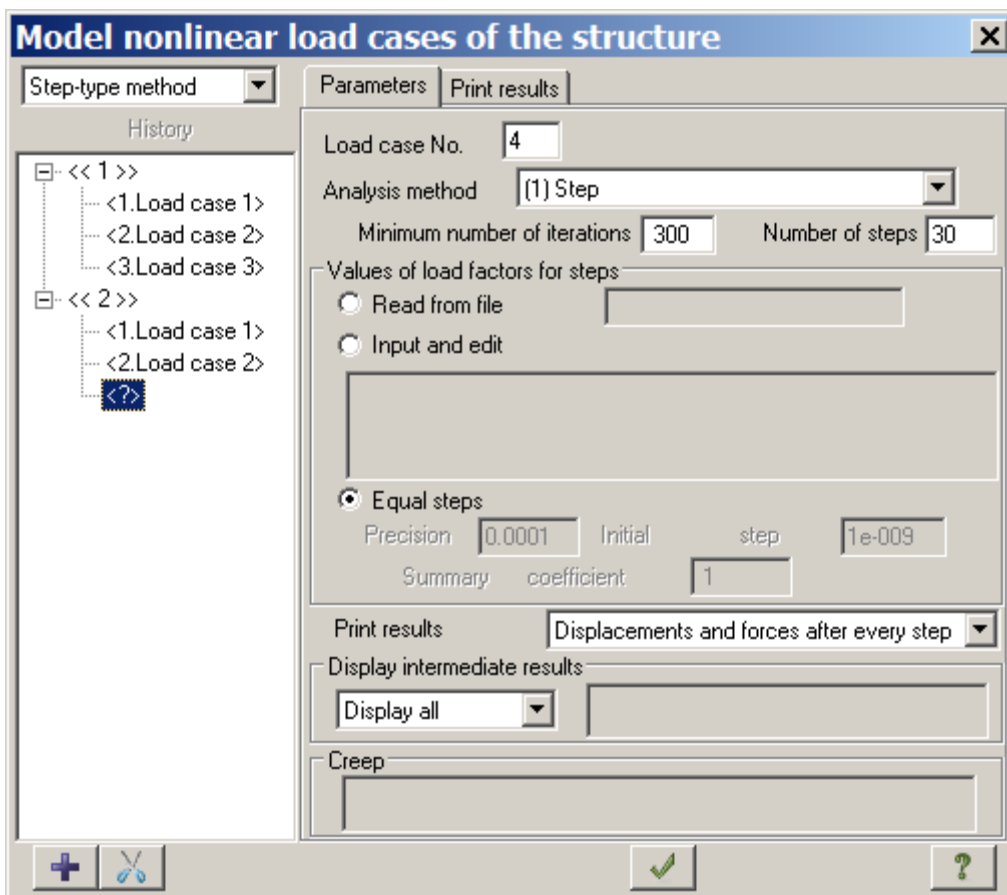 Model nonlinear load cases of the structure
Step-type method
History
<< 1 >>
<1.Load case 1>
<2.Load case 2>
<3.Load case 3>
<< 2 >>
<1.Load case 1>
<2.Load case 2>
<?>
Parameters Print results
Load case No. 4
Analysis method (1) Step
Minimum number of iterations 300 Number of steps 30
Values of load factors for steps
Read from file
Input and edit
Equal steps
Precision 0.0001 Initial step 1e-009
Summary coefficient 1
Print results Displacements and forces after every step
Display intermediate results
Display all
Creep
?